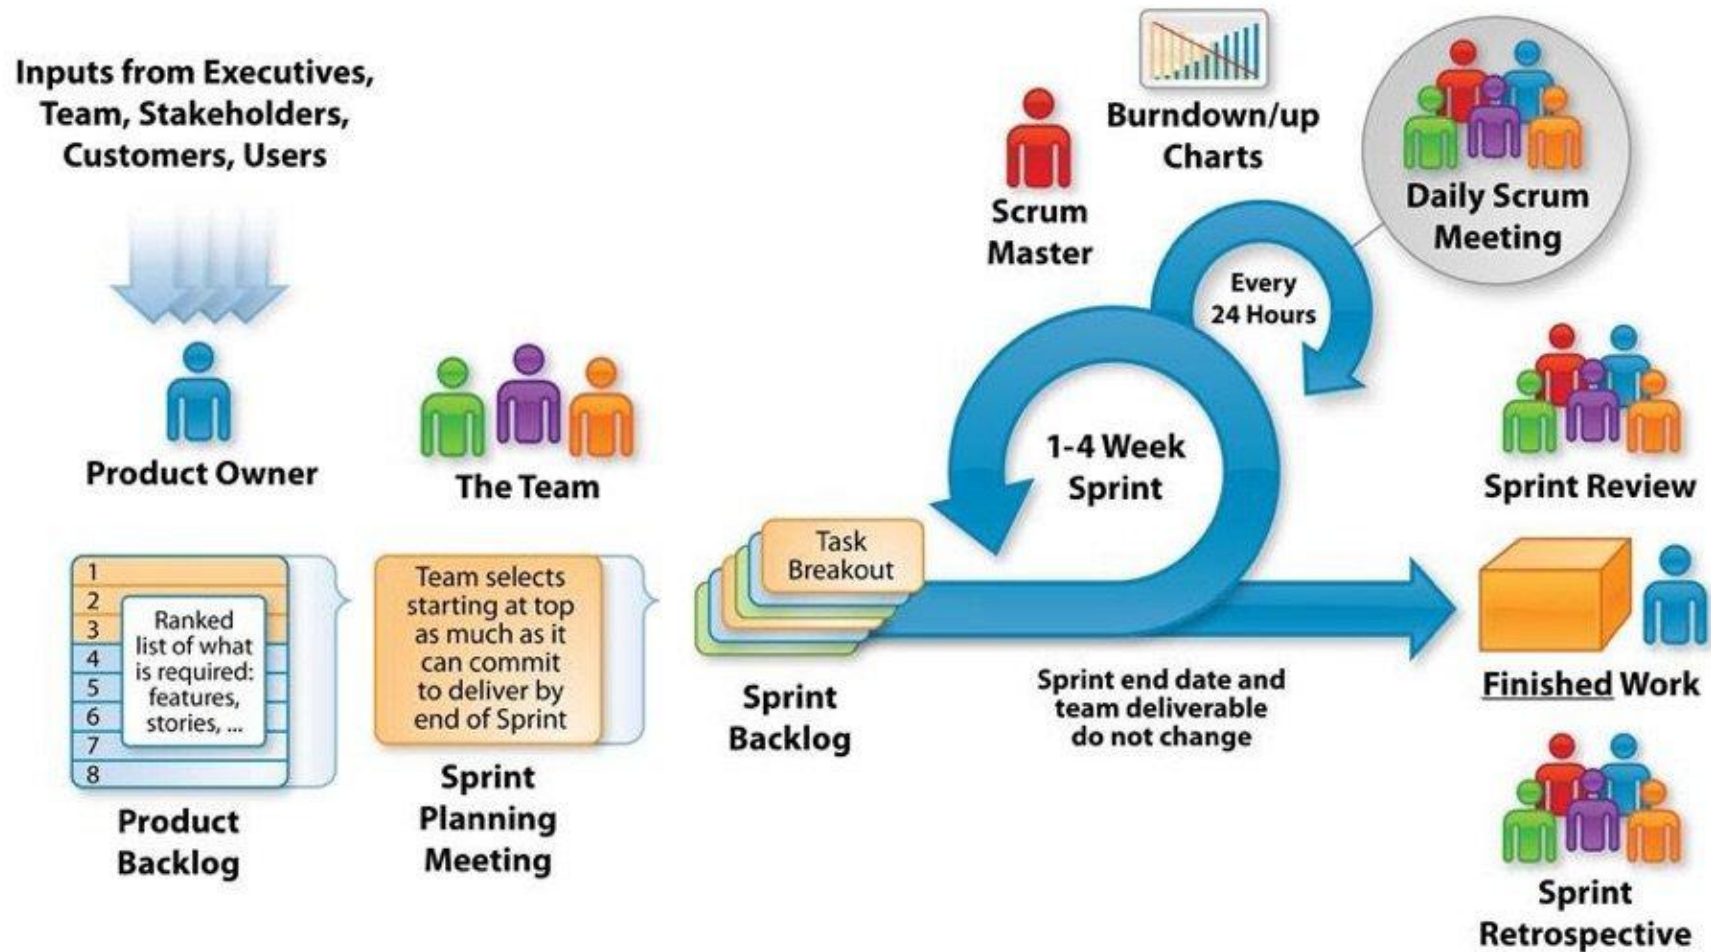 Inputs from Executives,
Team, Stakeholders,
Customers, Users
Product Owner
The Team
1
2
3
4
5
6
7
8
Ranked
list of what
is required:
features,
stories, ...
Product
Backlog
Team selects
starting at top
as much as it
can commit
to deliver by
end of Sprint
Sprint
Planning
Meeting
Task
Breakout
Sprint
Backlog
Scrum
Master
Burndown/up
Charts
Daily Scrum
Meeting
Every
24 Hours
1-4 Week
Sprint
Sprint end date and
team deliverable
do not change
Sprint Review
Finished Work
Sprint
Retrospective